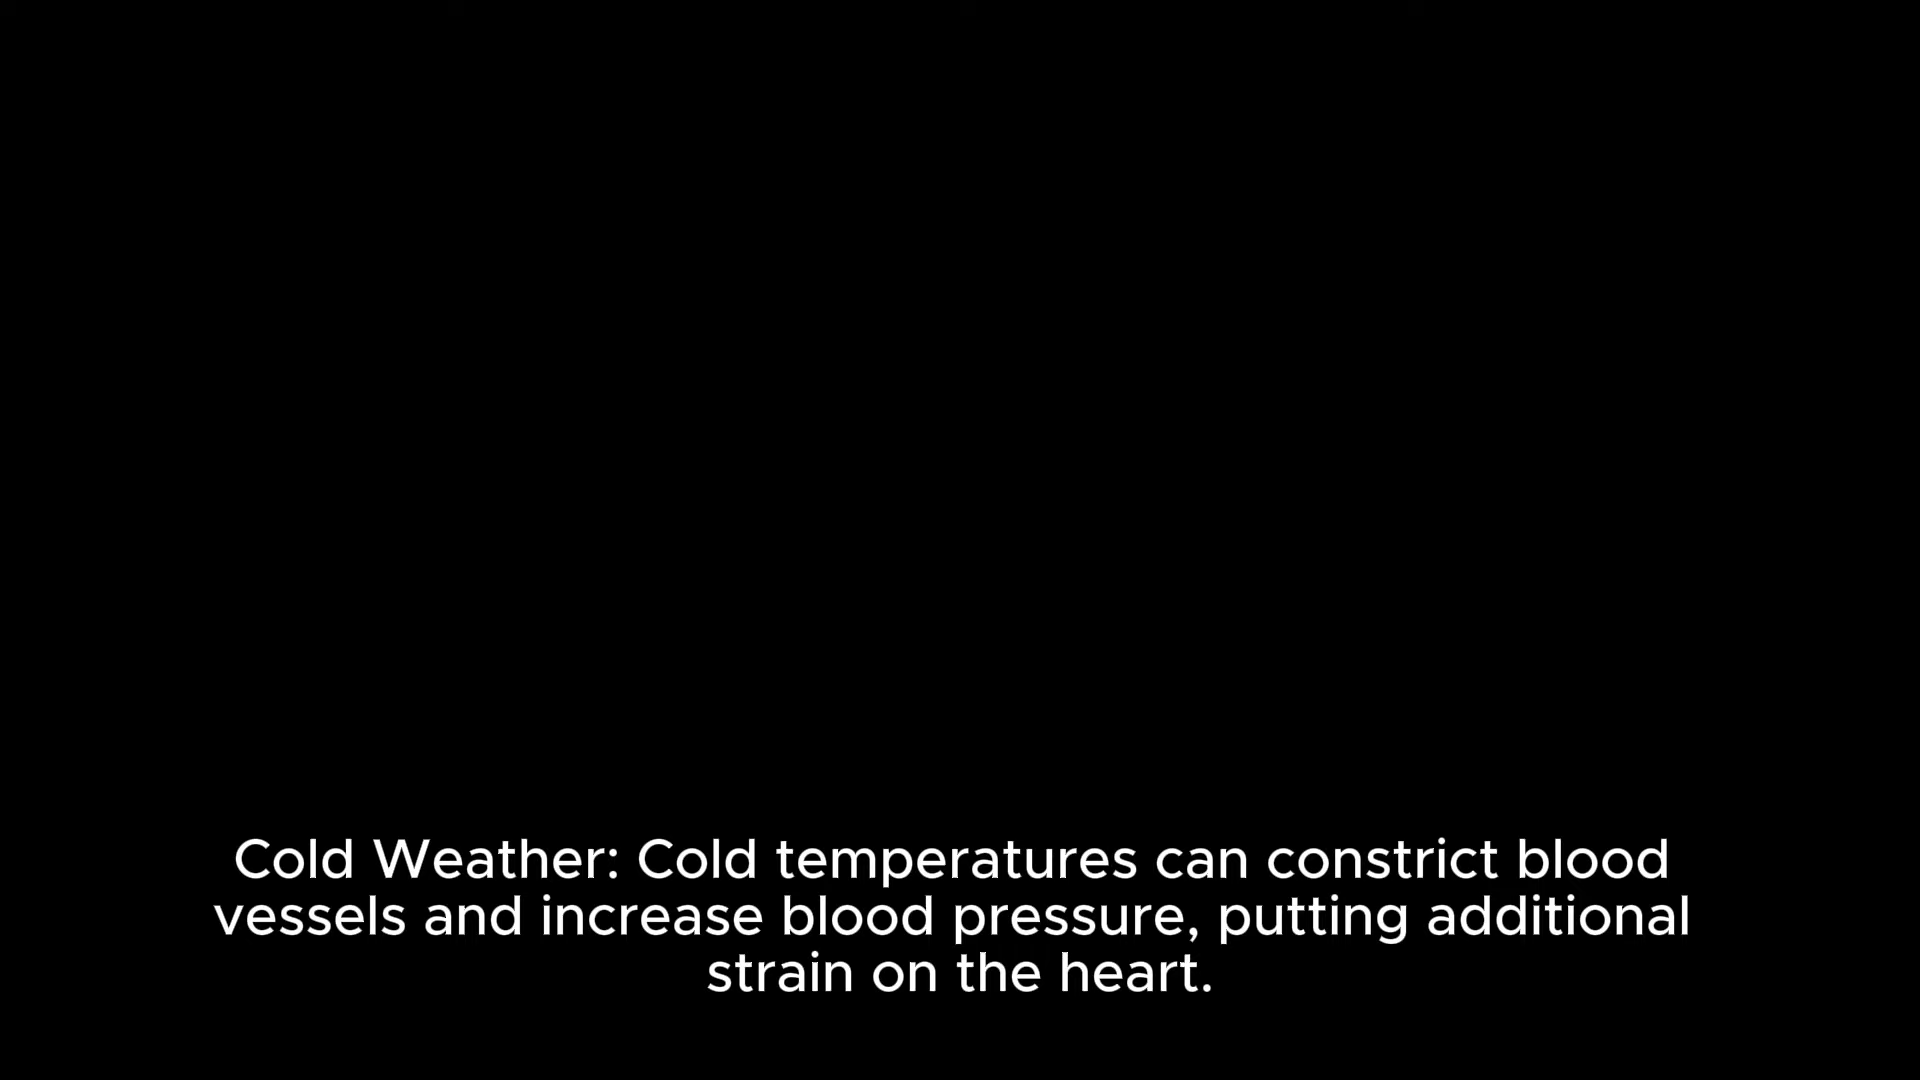 Cold Weather: Cold temperatures can constrict blood
vessels and increase blood pressure, putting additional
strain on the heart.